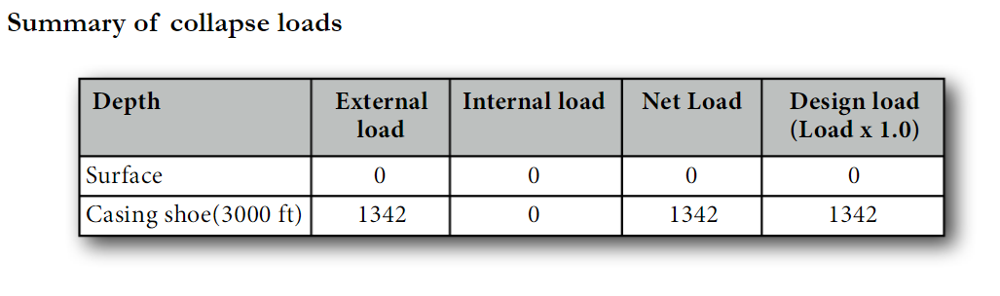 Summary of collapse loads
Depth External load Internal load Net Load Design load (Load x 1.0)
Surface 0 0 0 0
Casing shoe(3000 ft) 1342 0 1342 1342